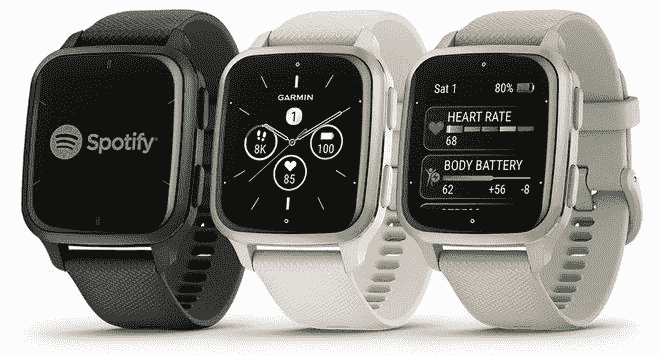 Spotify
GARMIN
1
8K
100
85
Sat 1
80%
HEART RATE
68
BODY BATTERY
62 +56 -8